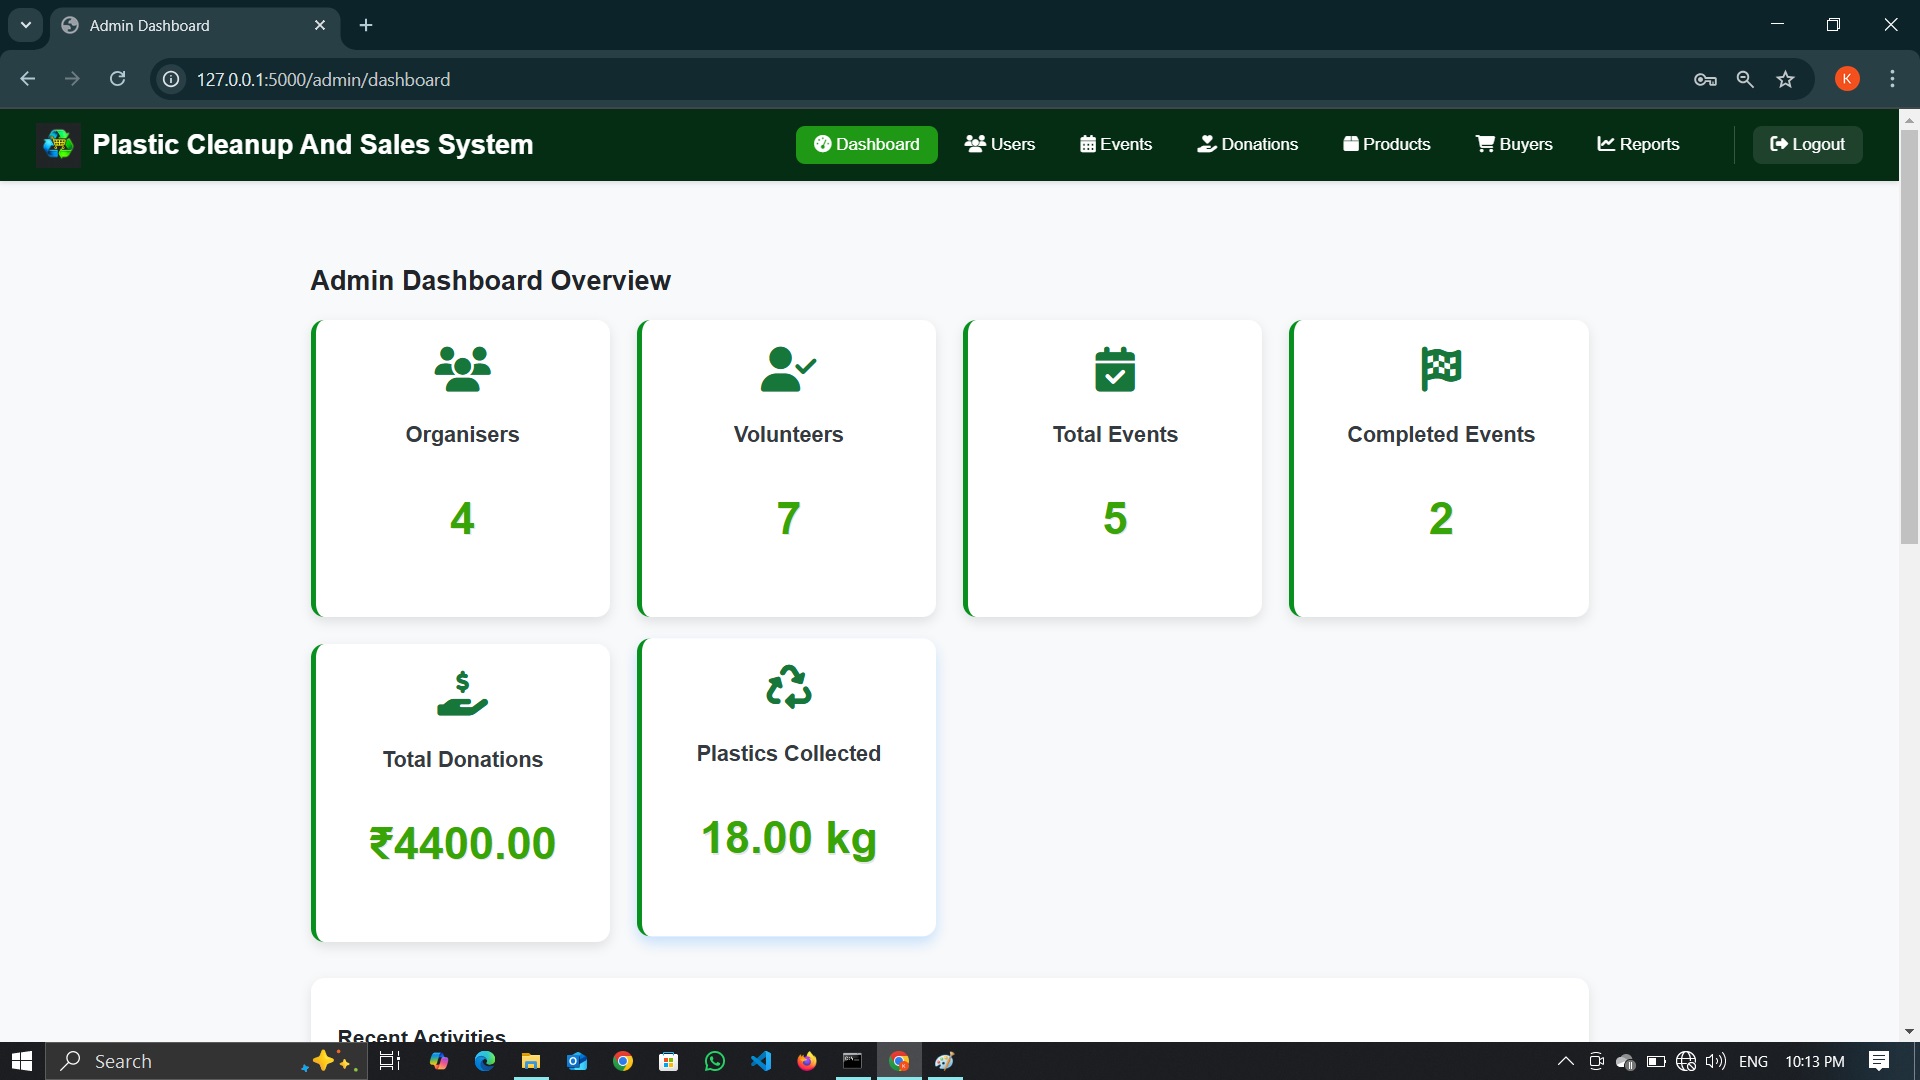 Admin Dashboard
127.0.0.1:5000/admin/dashboard
K
Plastic Cleanup And Sales System
Dashboard
Users
Events
Donations
Products
Buyers
Reports
Logout
Admin Dashboard Overview
Organisers
4
Volunteers
7
Total Events
5
Completed Events
2
Total Donations
₹4400.00
Plastics Collected
18.00 kg
Recent Activities
Search
ENG
10:13 PM